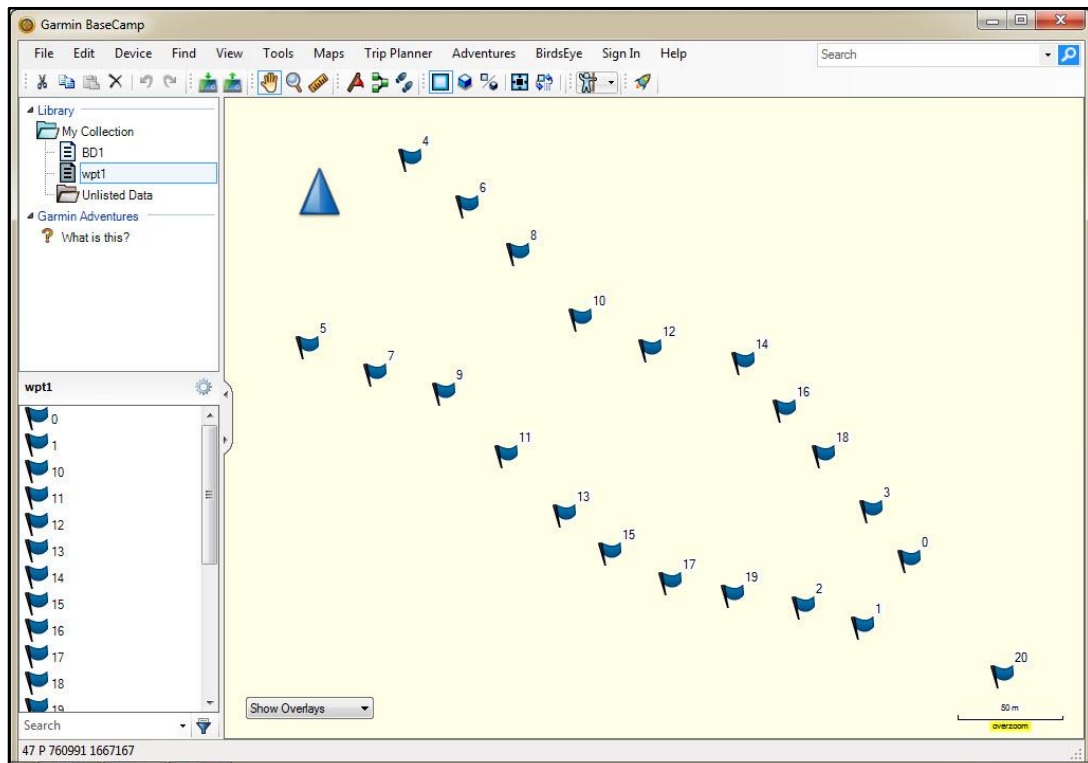 Garmin BaseCamp
File Edit Device Find View Tools Maps Trip Planner Adventures BirdsEye Sign In Help Search
Library
My Collection
BD1
wpt1
Unlisted Data
Garmin Adventures
? What is this?
wpt1
0
1
10
11
12
13
14
15
16
17
18
19
Search
4
6
8
10
5
12
14
7
9
16
11
18
13
3
15
0
17
19
2
1
20
Show Overlays
50 m
overzoom
47 P 760991 1667167